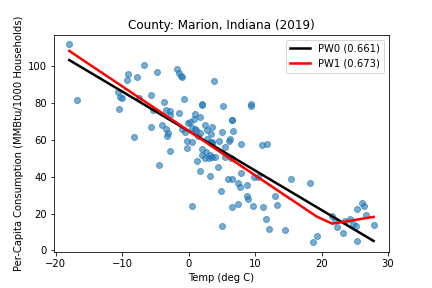 County: Marion, Indiana (2019)
Per-Capita Consumption (MMBtu/1000 Households)
PW0 (0.661)
PW1 (0.673)
100
80
60
40
20
0
−20 −10 0 10 20 30
Temp (deg C)